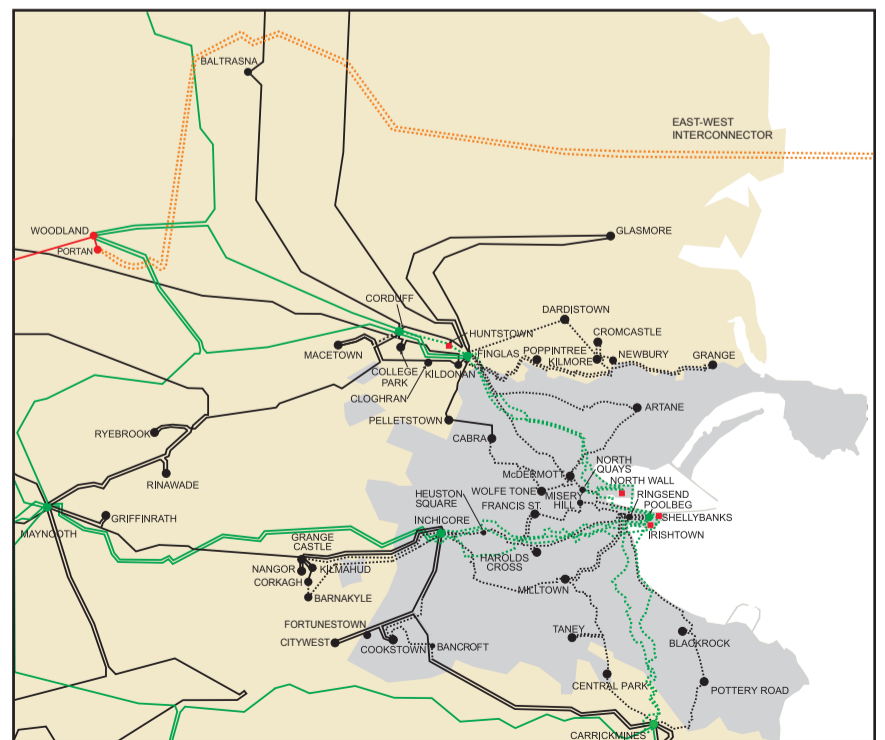 BALTRASNA
EAST-WEST
INTERCONNECTOR
WOODLAND
PORTAN
GLASMORE
CORDUFF
DARDISTOWN
HUNTSTOWN
CROMCASTLE
MACETOWN
FINGLAS
POPPINTREE
KILMORE
NEWBURY
GRANGE
COLLEGE
PARK
KILDONAN
CLOGHRAN
PELLETSTOWN
ARTANE
CABRA
RYEBROOK
RINAWADE
McDERMOTT
NORTH
QUAYS
NORTH WALL
WOLFE TONE
MISERY
HILL
RINGSEND
POOLBEG
HEUSTON
SQUARE
FRANCIS ST.
SHELLYBANKS
IRISHTOWN
MAYNOOTH
GRIFFINRATH
INCHICORE
GRANGE
CASTLE
HAROLDS
CROSS
NANGOR
KILMAHUD
CORKAGH
BARNAKYLE
MILLTOWN
FORTUNESTOWN
CITYWEST
COOKSTOWN
BANCROFT
TANEY
BLACKROCK
CENTRAL PARK
POTTERY ROAD
CARRICKMINES